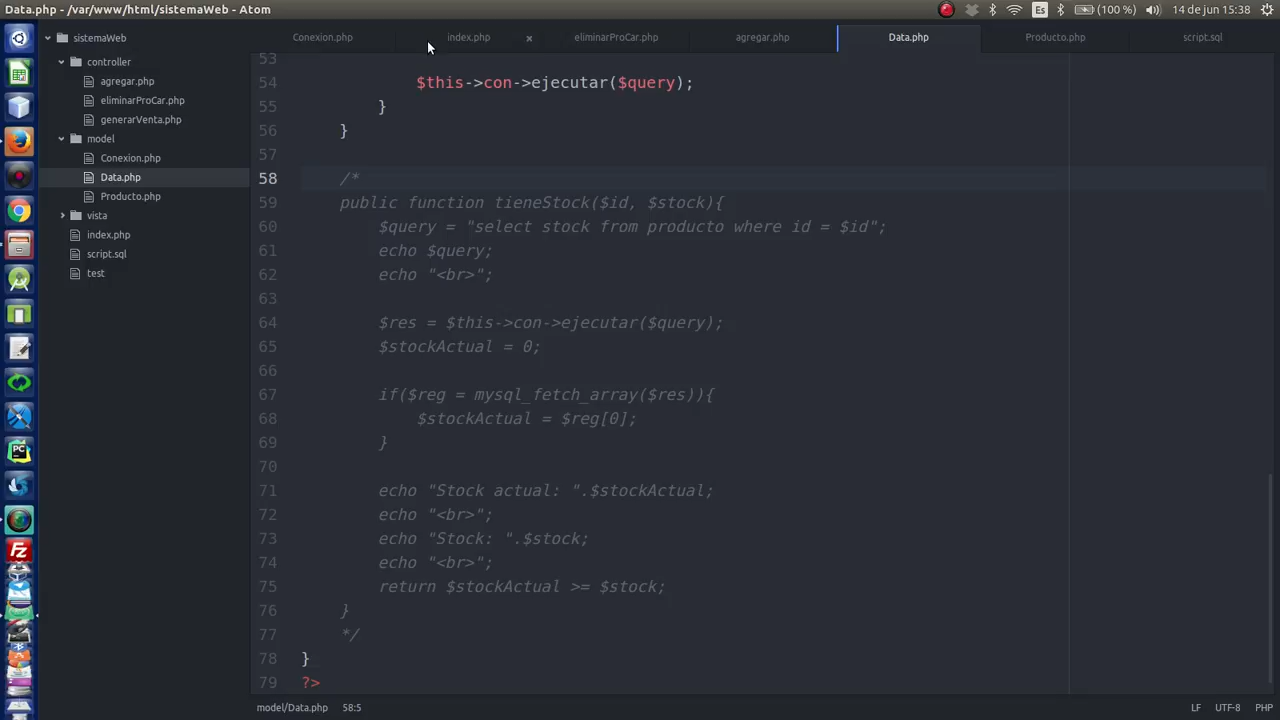 Data.php - /var/www/html/sistemaWeb - Atom
Es
(100 %)
14 de jun 15:38
sistemaWeb
controller
agregar.php
eliminarProCar.php
generarVenta.php
model
Conexion.php
Data.php
Producto.php
vista
index.php
script.sql
test
Conexion.php
index.php
eliminarProCar.php
agregar.php
Data.php
Producto.php
script.sql
53
54 $this->con->ejecutar($query);
55 }
56 }
57
58 /*
59 public function tieneStock($id, $stock){
60 $query = "select stock from producto where id = $id";
61 echo $query;
62 echo "<br>";
63
64 $res = $this->con->ejecutar($query);
65 $stockActual = 0;
66
67 if($reg = mysql_fetch_array($res)){
68 $stockActual = $reg[0];
69 }
70
71 echo "Stock actual: ".$stockActual;
72 echo "<br>";
73 echo "Stock: ".$stock;
74 echo "<br>";
75 return $stockActual >= $stock;
76 }
77 */
78 }
79 ?>
model/Data.php 58:5
LF UTF-8 PHP
PC
Fz